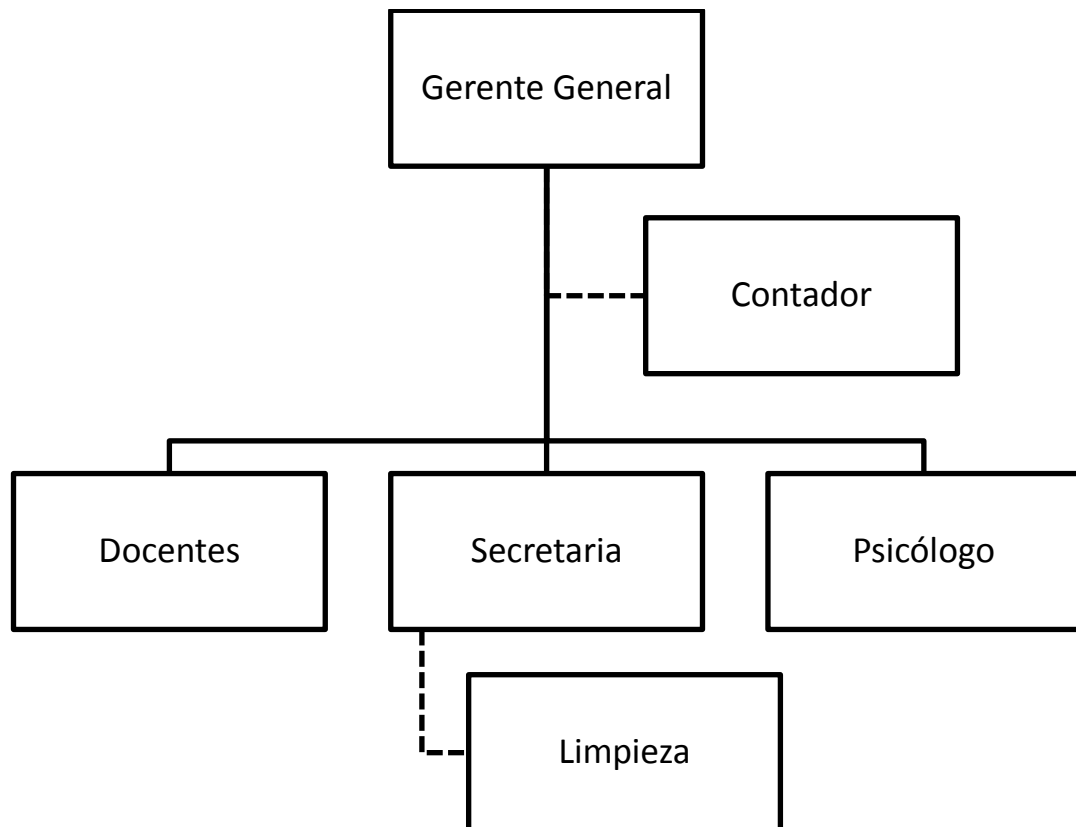 Gerente General
Contador
Docentes
Secretaria
Psicólogo
Limpieza